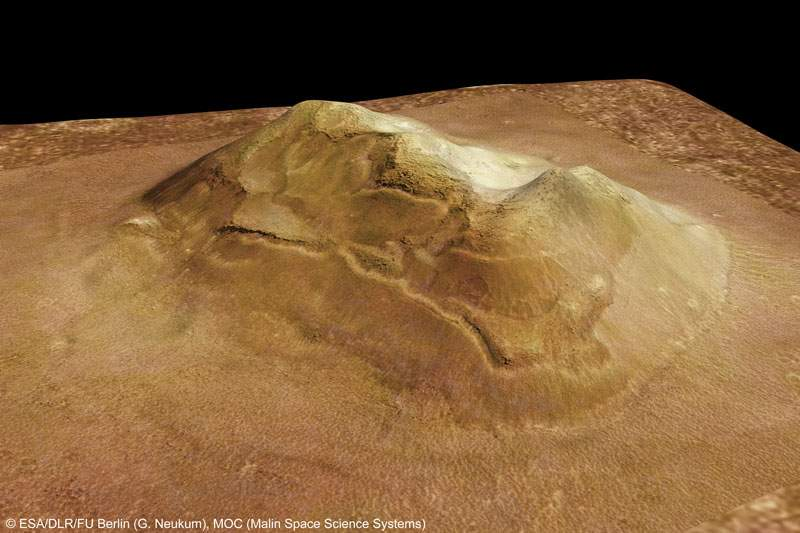 © ESA/DLR/FU Berlin (G. Neukum), MOC (Malin Space Science Systems)